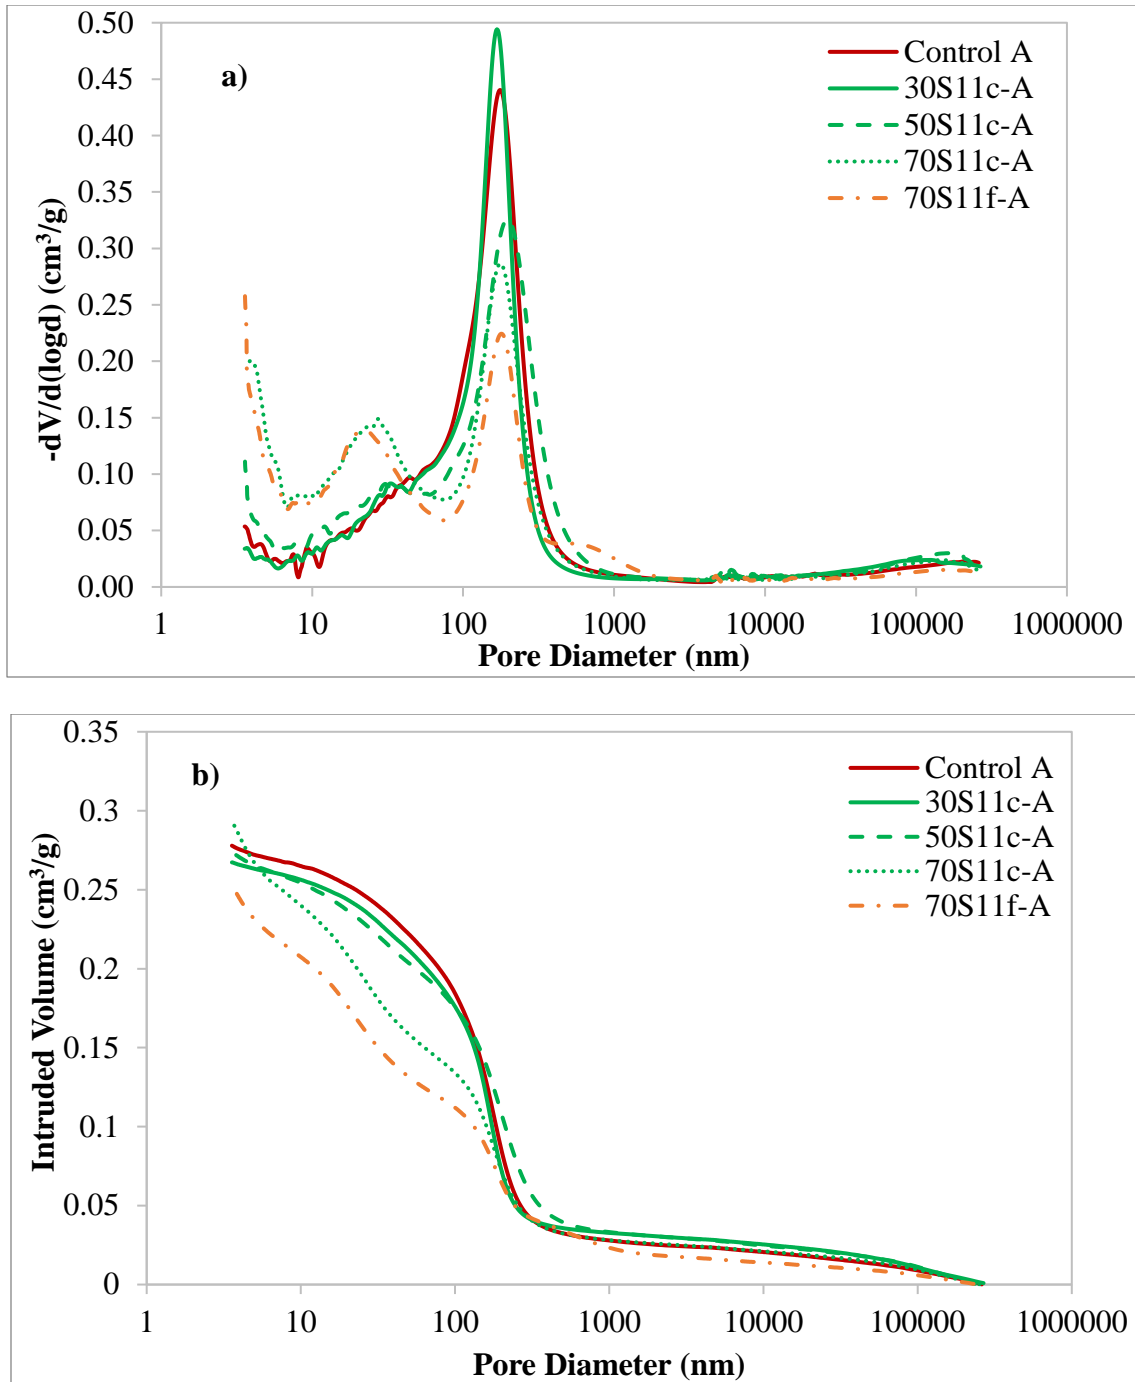 0.50
0.45
0.40
0.35
0.30
0.25
0.20
0.15
0.10
0.05
0.00
-dV/d(logd) (cm³/g)
a)
Control A
30S11c-A
50S11c-A
70S11c-A
70S11f-A
1 10 100 1000 10000 100000 1000000
Pore Diameter (nm)
0.35
0.3
0.25
0.2
0.15
0.1
0.05
0
Intruded Volume (cm³/g)
b)
Control A
30S11c-A
50S11c-A
70S11c-A
70S11f-A
1 10 100 1000 10000 100000 1000000
Pore Diameter (nm)